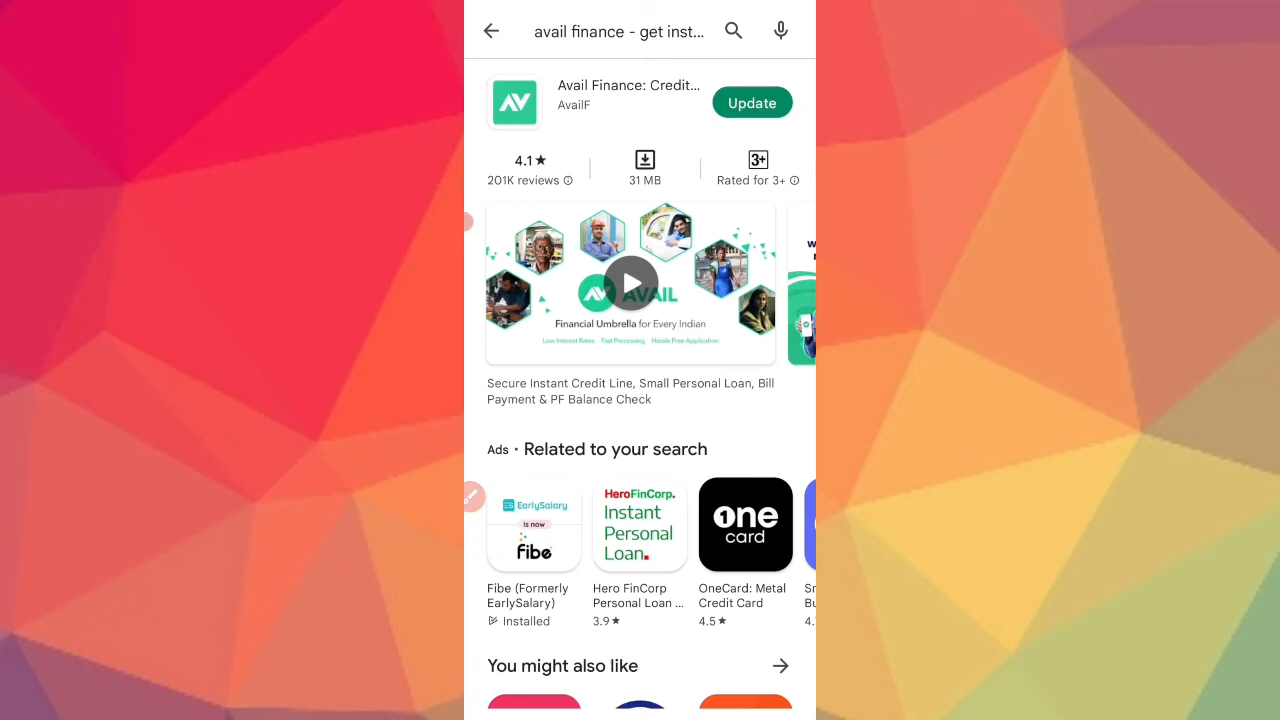 avail finance - get inst...
Avail Finance: Credit...
AvailF
Update
4.1★
201K reviews
31 MB
3+
Rated for 3+
AVAIL
Financial Umbrella for Every Indian
Low Interest Rates Fast Processing Hassle Free Application
Secure Instant Credit Line, Small Personal Loan, Bill
Payment & PF Balance Check
Ads · Related to your search
EarlySalary
is now
fibe
HeroFinCorp.
Instant
Personal
Loan.
one
card
Fibe (Formerly
EarlySalary)
Installed
Hero FinCorp
Personal Loan ...
3.9★
OneCard: Metal
Credit Card
4.5★
You might also like